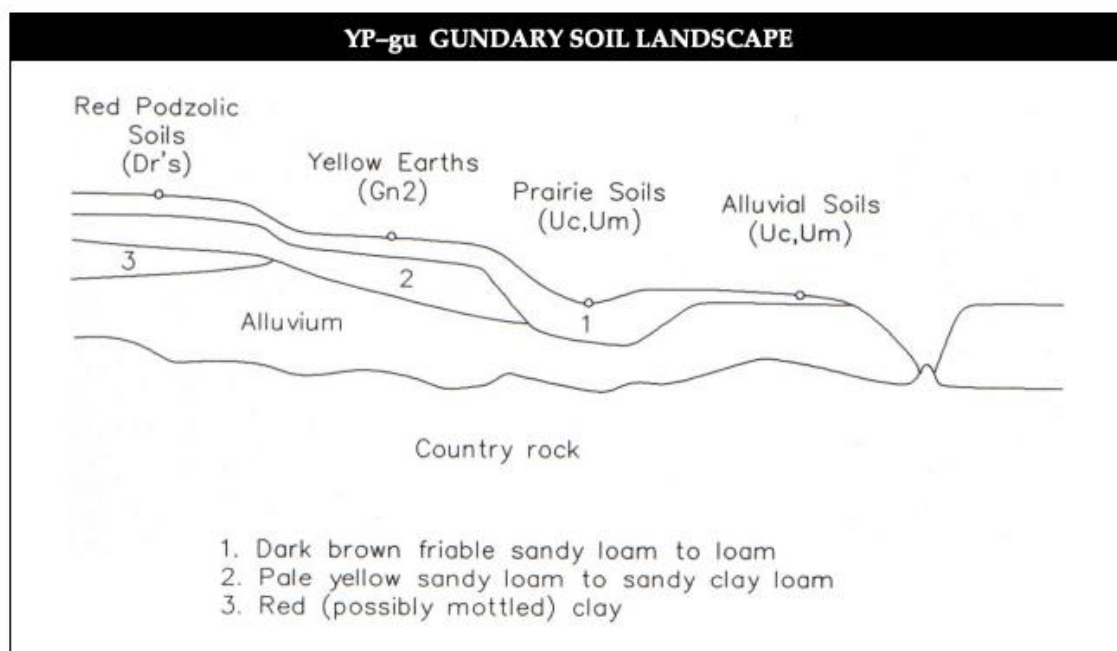 YP–gu GUNDARY SOIL LANDSCAPE
Red Podzolic
Soils
(Dr's)
Yellow Earths
(Gn2)
Prairie Soils
(Uc,Um)
Alluvial Soils
(Uc,Um)
3
2
1
Alluvium
Country rock
1. Dark brown friable sandy loam to loam
2. Pale yellow sandy loam to sandy clay loam
3. Red (possibly mottled) clay